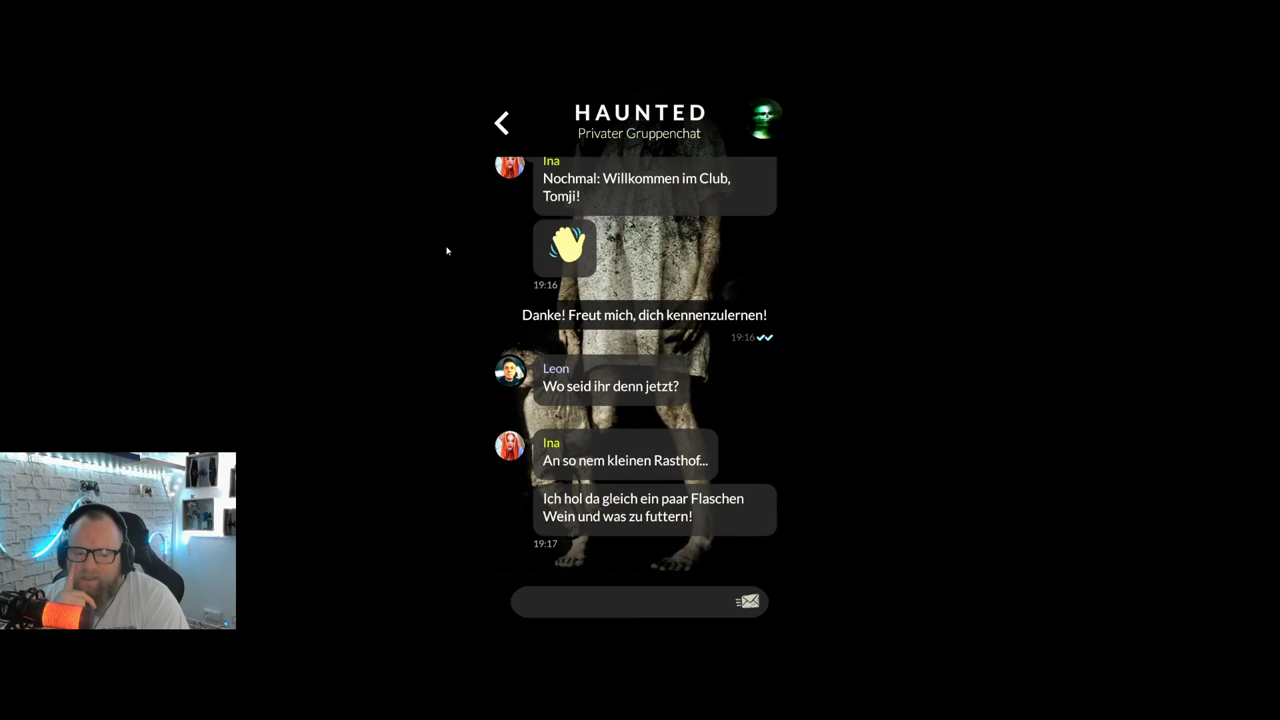 HAUNTED
Privater Gruppenchat
Ina
Nochmal: Willkommen im Club,
Tomji!
19:16
Danke! Freut mich, dich kennenzulernen!
19:16
Leon
Wo seid ihr denn jetzt?
19:17
Ina
An so nem kleinen Rasthof...
Ich hol da gleich ein paar Flaschen
Wein und was zu futtern!
19:17